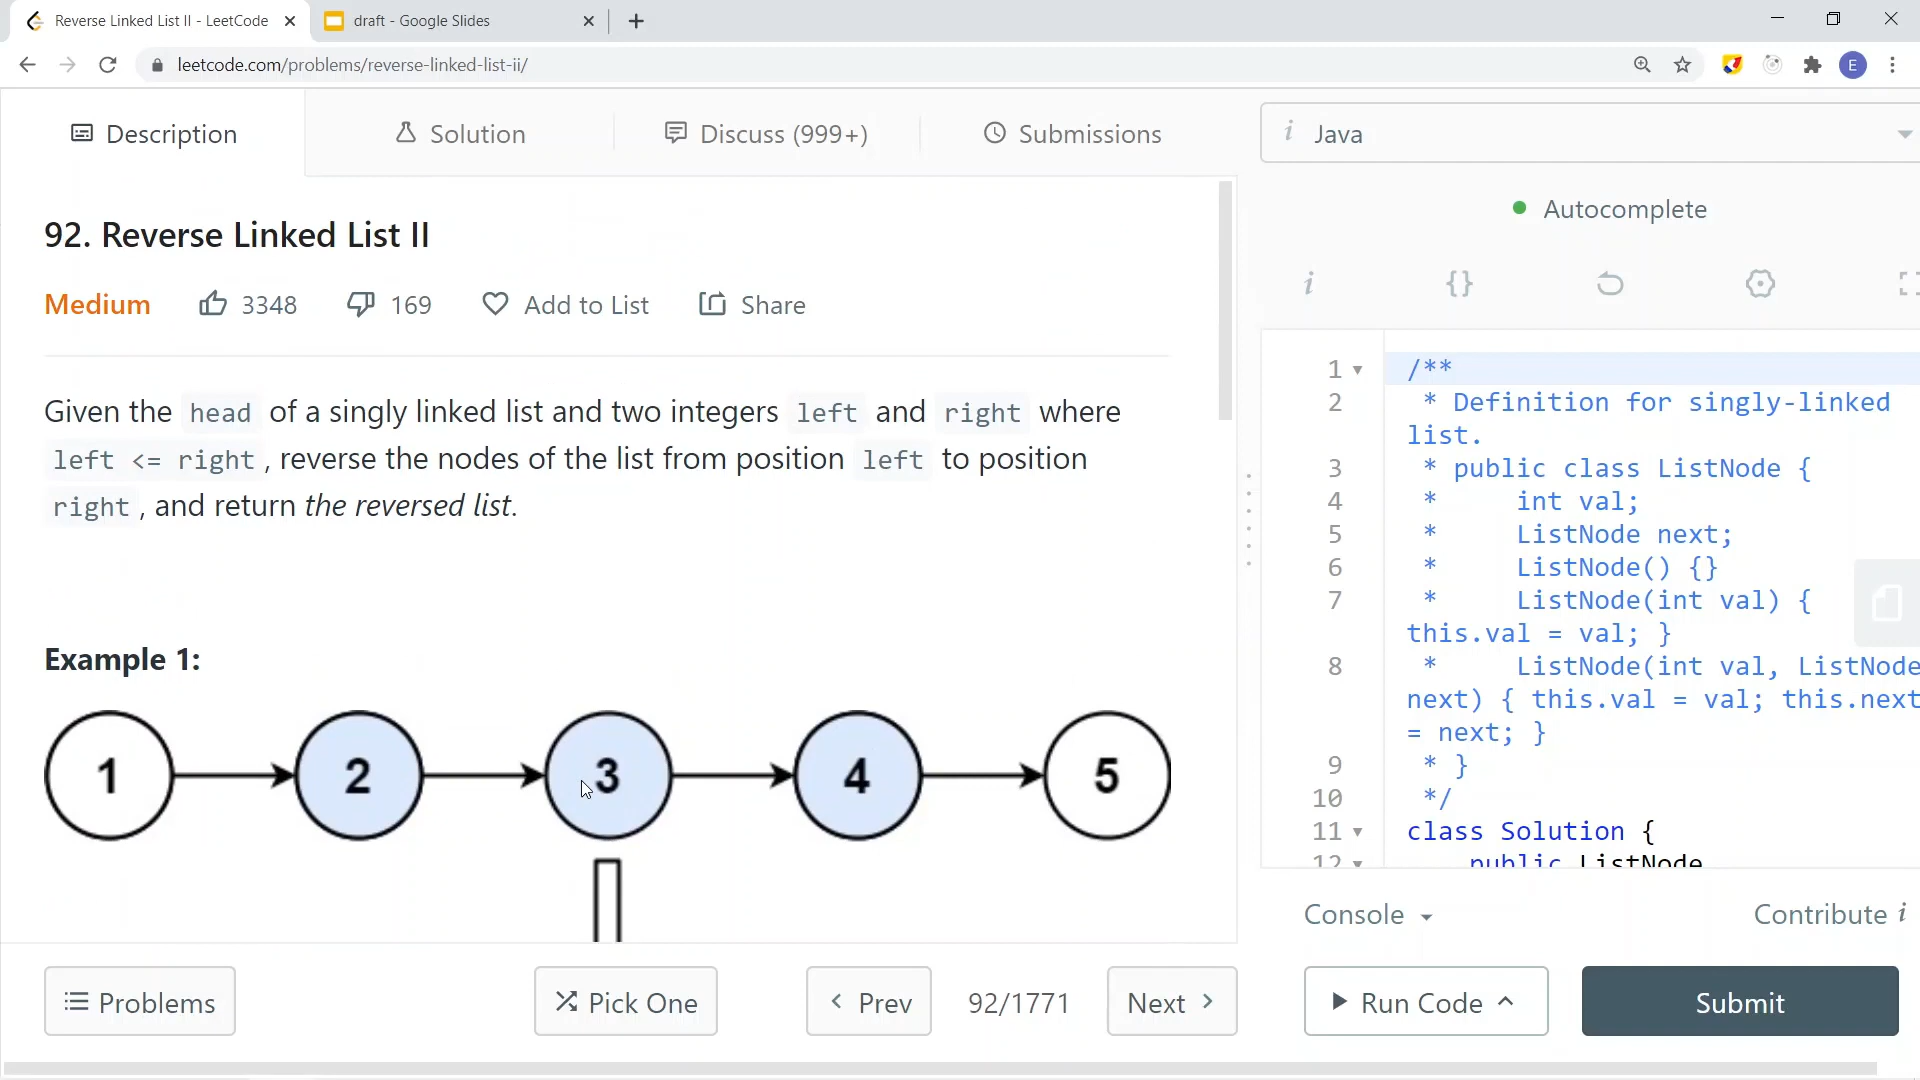 Reverse Linked List II - LeetCode
draft - Google Slides
leetcode.com/problems/reverse-linked-list-ii/
E
Description
Solution
Discuss (999+)
Submissions
i Java
Autocomplete
92. Reverse Linked List II
Medium
3348
169
Add to List
Share
i {}
Given the head of a singly linked list and two integers left and right where
left <= right, reverse the nodes of the list from position left to position
right, and return the reversed list.
Example 1:
1 2 3 4 5
1 /**
2 * Definition for singly-linked
list.
3 * public class ListNode {
4 *     int val;
5 *     ListNode next;
6 *     ListNode() {}
7 *     ListNode(int val) {
this.val = val; }
8 *     ListNode(int val, ListNode
next) { this.val = val; this.next
= next; }
9 * }
10 */
11 class Solution {
12     public ListNode
Console
Contribute i
Problems
Pick One
Prev
92/1771
Next
Run Code
Submit